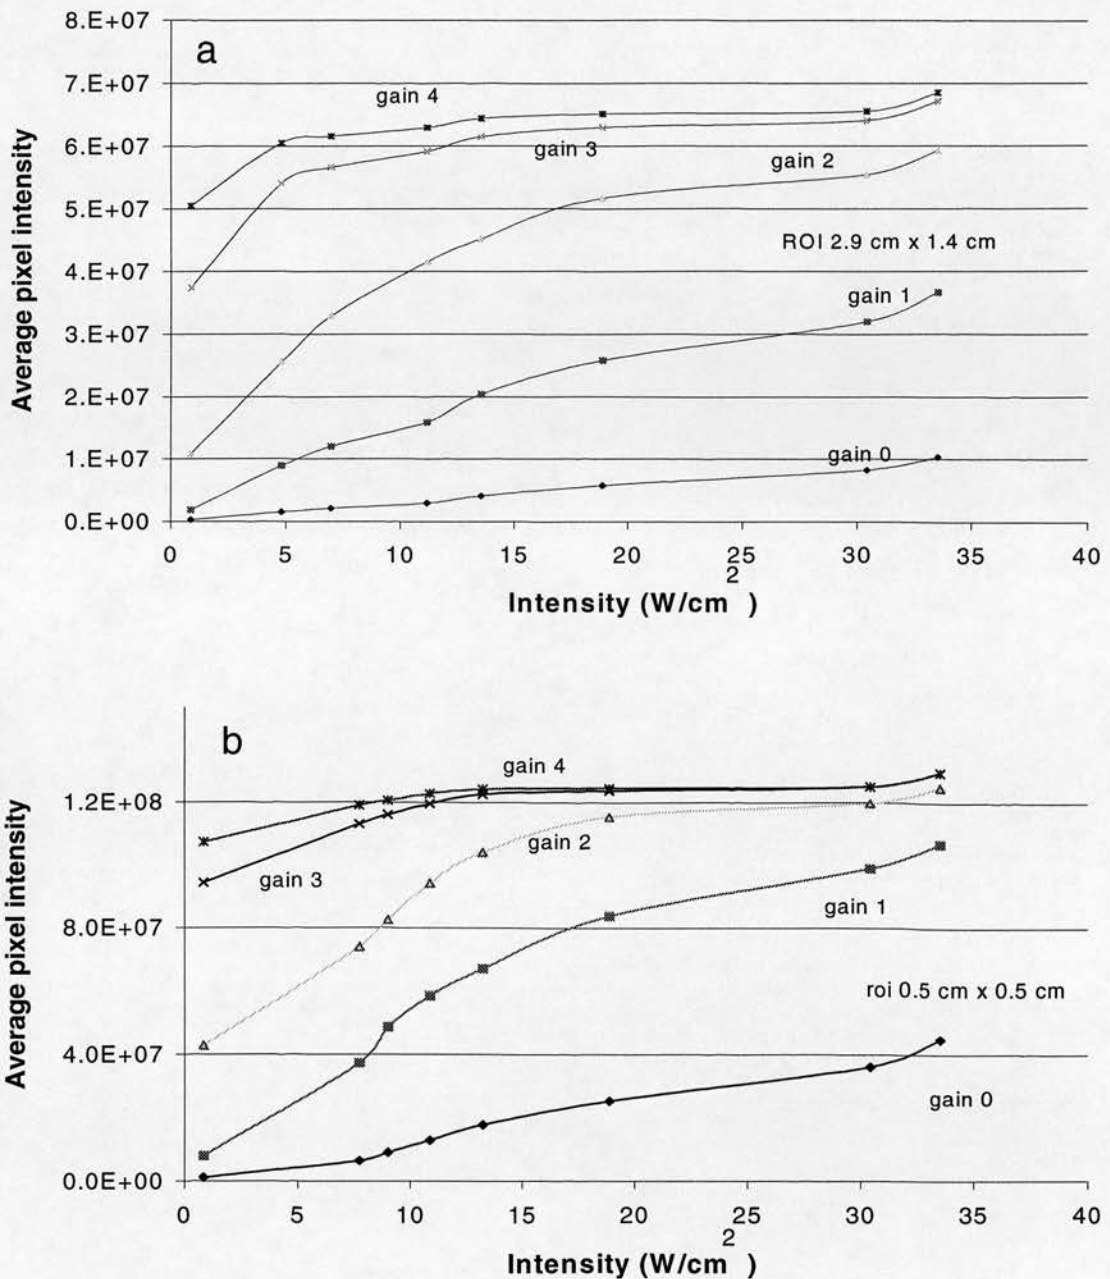 a
8.E+07
7.E+07
6.E+07
5.E+07
4.E+07
3.E+07
2.E+07
1.E+07
0.E+00
Average pixel intensity
gain 4
gain 3
gain 2
ROI 2.9 cm x 1.4 cm
gain 1
gain 0
0 5 10 15 20 25 30 35 40
Intensity (W/cm 2 )
b
1.2E+08
8.0E+07
4.0E+07
0.0E+00
Average pixel intensity
gain 4
gain 2
gain 3
gain 1
roi 0.5 cm x 0.5 cm
gain 0
0 5 10 15 20 25 30 35 40
Intensity (W/cm 2 )